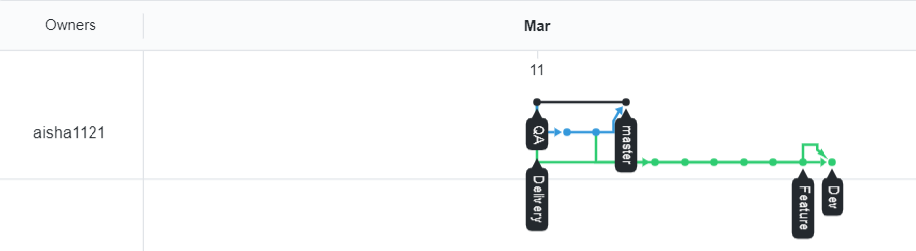 Owners
Mar
11
aisha1121
QA
master
Delivery
Feature
Dev